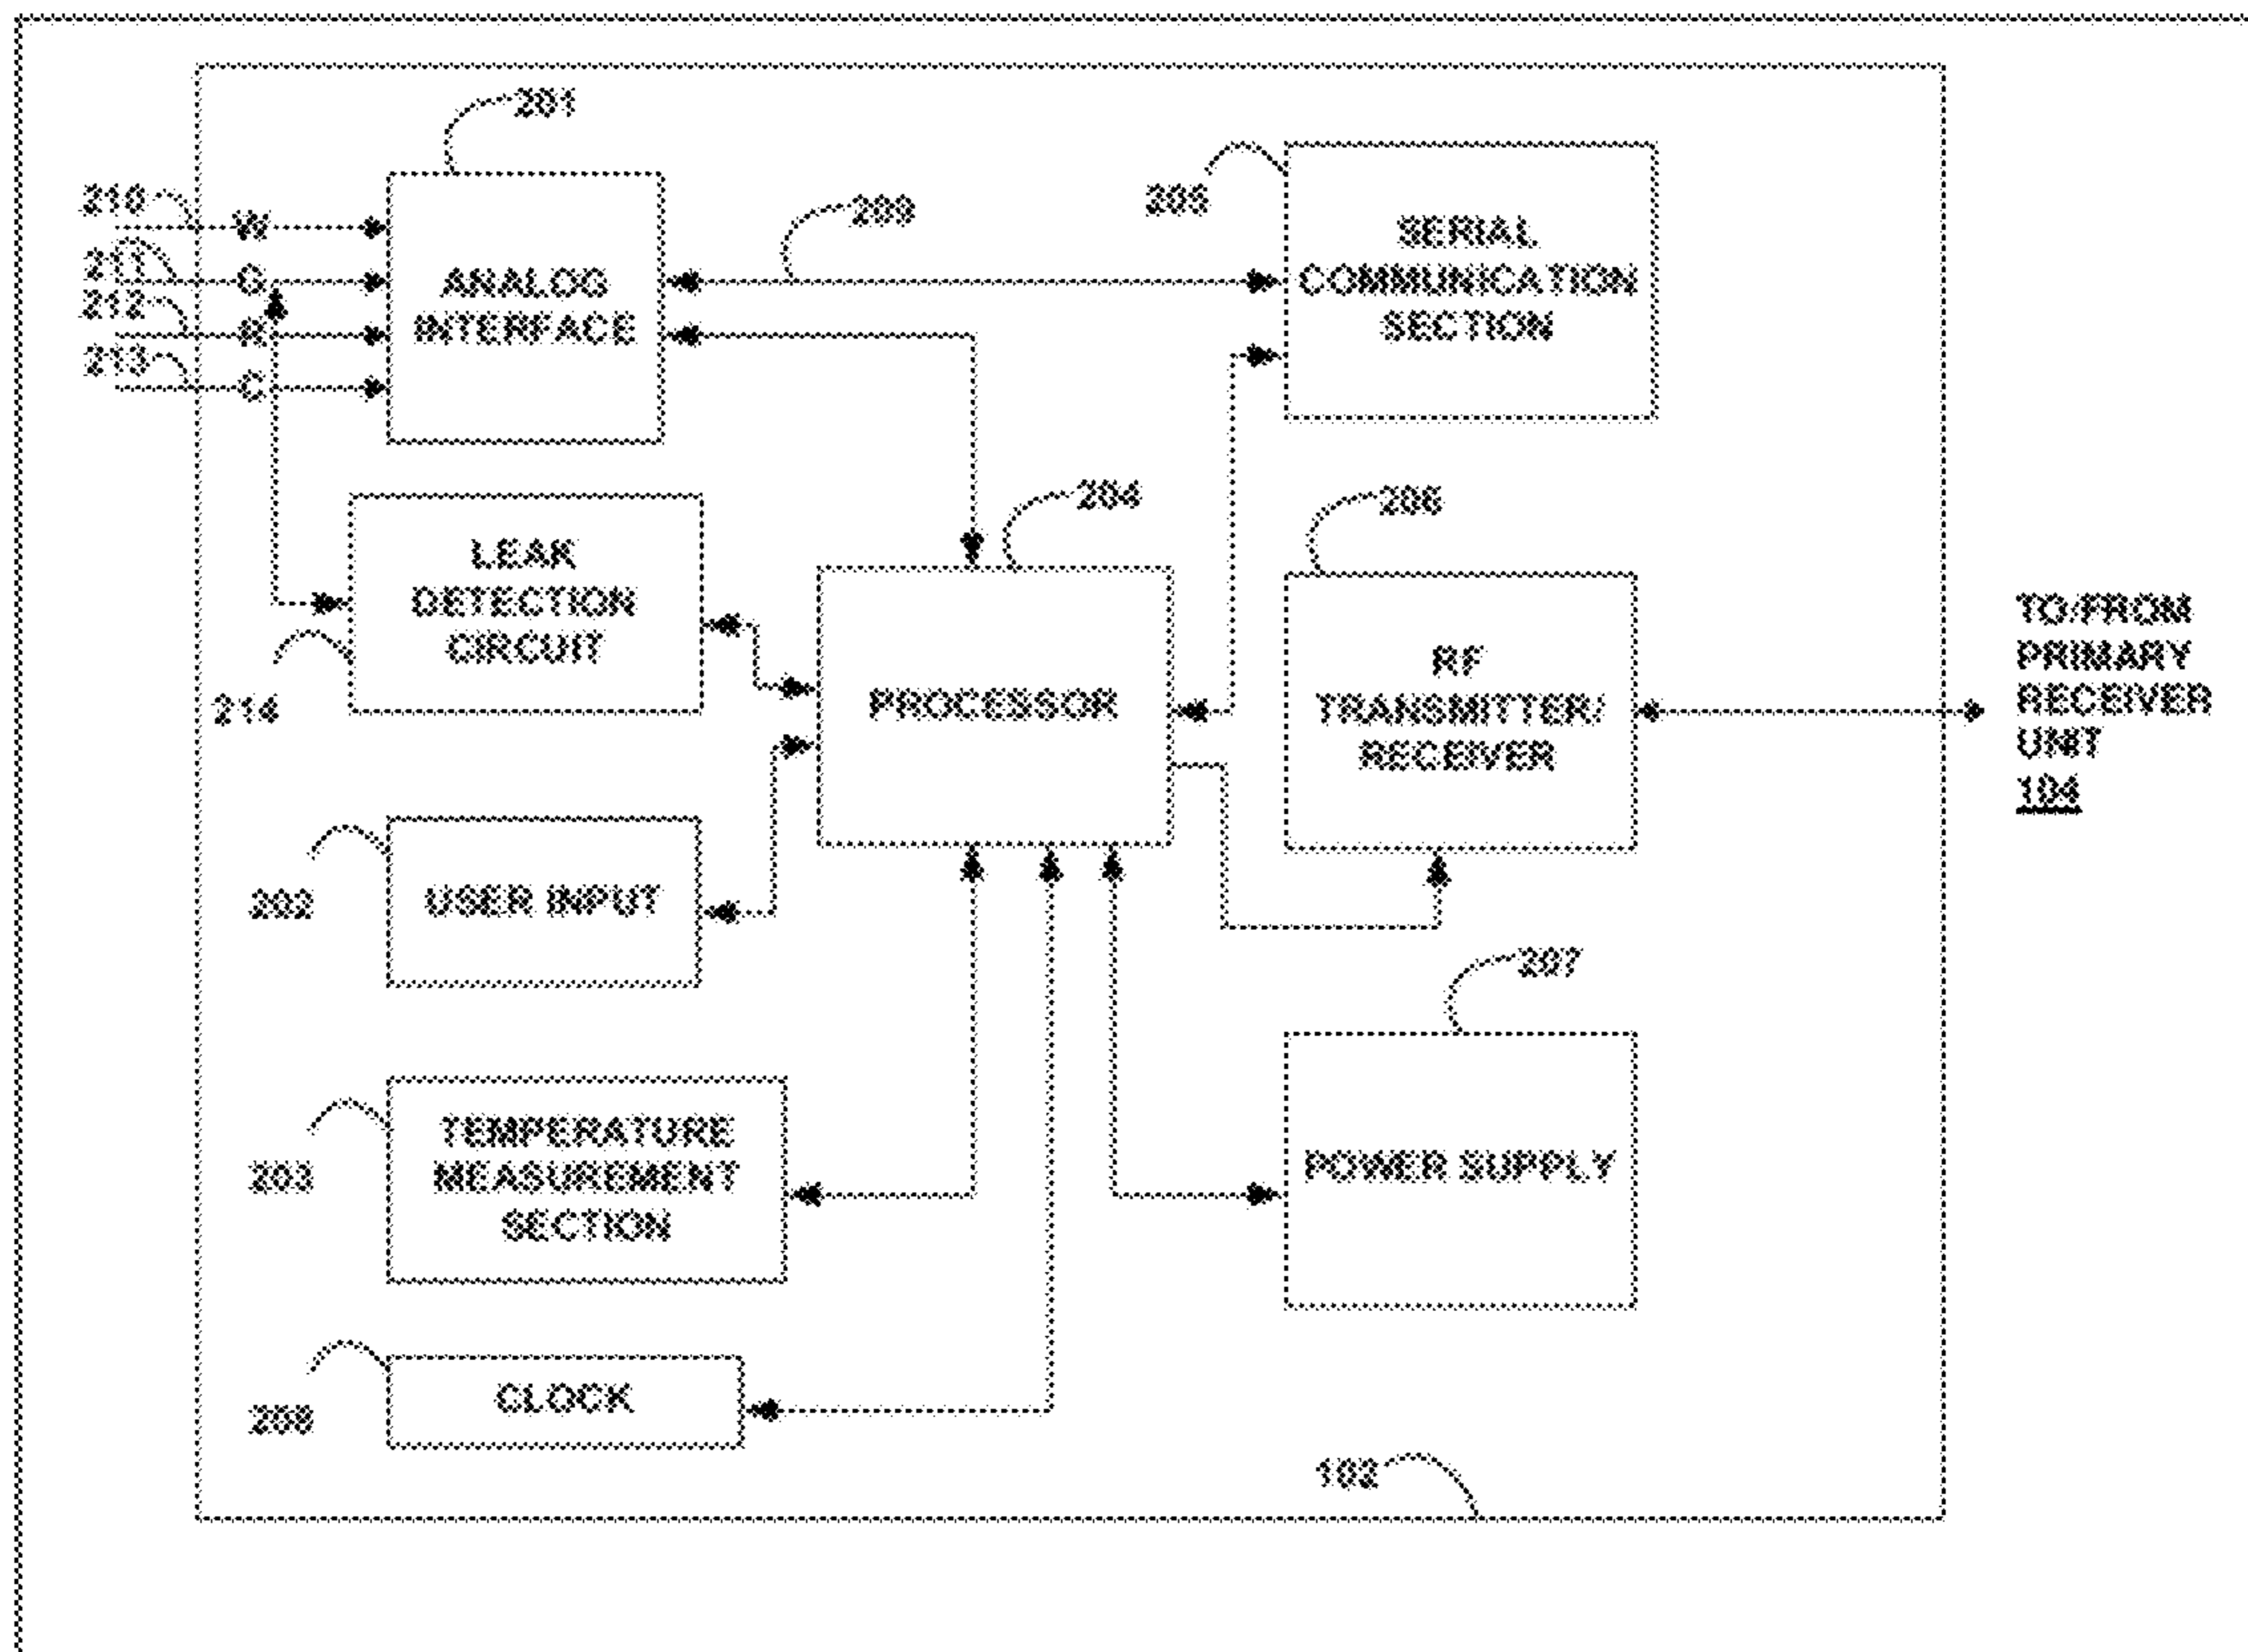 201
210
W
209
205
SERIAL
COMMUNICATION
SECTION
211
G
ANALOG
INTERFACE
212
R
213
C
204
206
LEAK
DETECTION
CIRCUIT
214
PROCESSOR
RF
TRANSMITTER/
RECEIVER
TO/FROM
PRIMARY
RECEIVER
UNIT
104
202
USER INPUT
207
203
TEMPERATURE
MEASUREMENT
SECTION
POWER SUPPLY
208
CLOCK
102